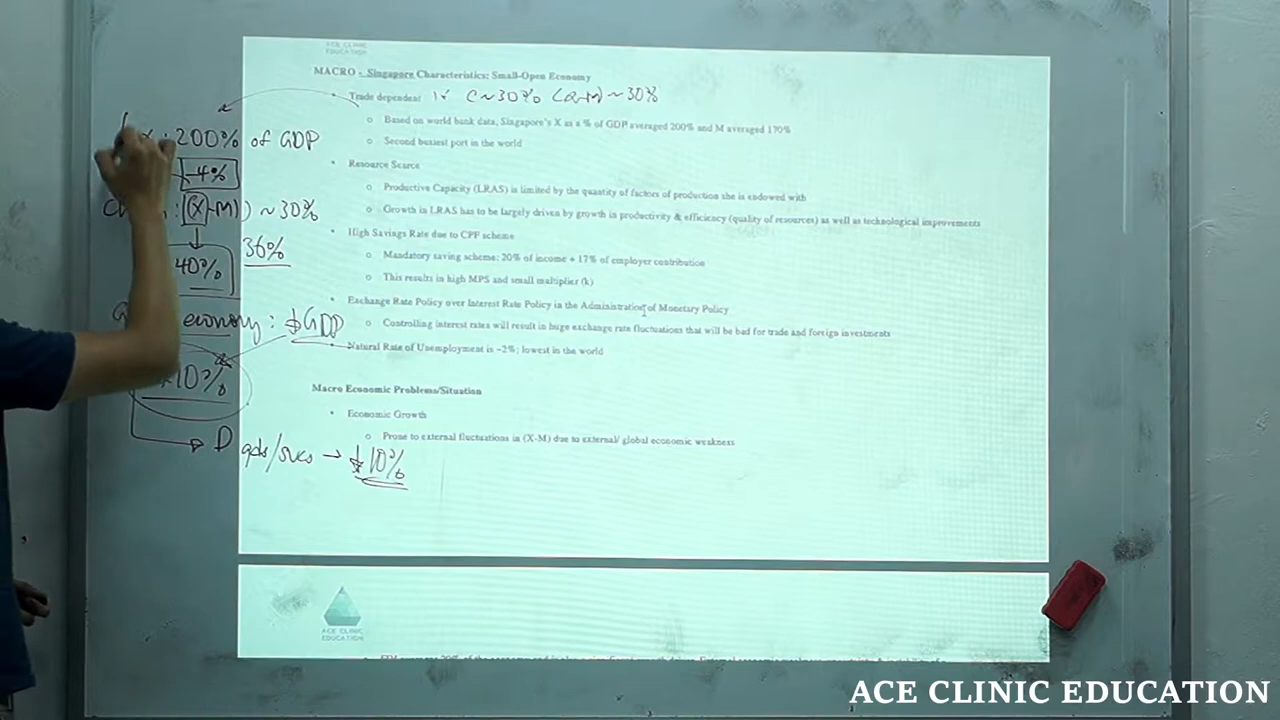 ACE CLINIC
EDUCATION
MACRO - Singapore Characteristics: Small-Open Economy
• Trade dependent C ~ 30% (X-M) ~ 30%
o Based on world bank data, Singapore's X as a % of GDP averaged 200% and M averaged 170%
o Second busiest port in the world
• Resource Scarce
o Productive Capacity (LRAS) is limited by the quantity of factors of production she is endowed with
o Growth in LRAS has to be largely driven by growth in productivity & efficiency (quality of resources) as well as technological improvements
• High Savings Rate due to CPF scheme
o Mandatory saving scheme: 20% of income + 17% of employer contribution
o This results in high MPS and small multiplier (k)
• Exchange Rate Policy over Interest Rate Policy in the Administration of Monetary Policy
o Controlling interest rates will result in huge exchange rate fluctuations that will be bad for trade and foreign investments
• Natural Rate of Unemployment is ~2%; lowest in the world
Macro Economic Problems/Situation
• Economic Growth
o Prone to external fluctuations in (X-M) due to external/ global economic weakness
: 200% of GDP
-4%
: (X-M) ~ 30%
36%
40%
economy: ↓ GDP
10%
D gds/svcs → ↓ 10%
ACE CLINIC
EDUCATION
ACE CLINIC EDUCATION